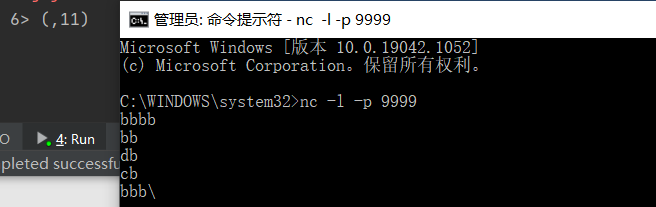 6> (,11)
管理员: 命令提示符 - nc -l -p 9999
Microsoft Windows [版本 10.0.19042.1052]
(c) Microsoft Corporation。保留所有权利。
C:\WINDOWS\system32>nc -l -p 9999
bbbb
bb
db
cb
bbb\
4: Run
pleted successfu